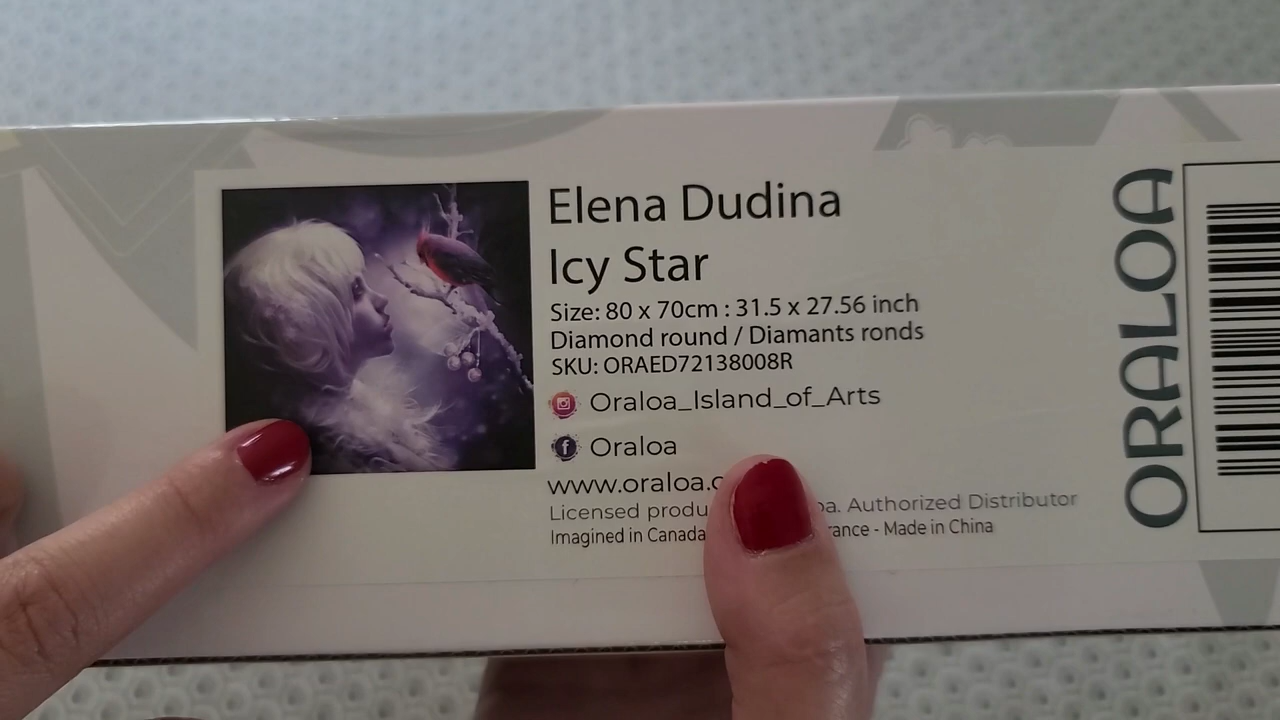 Elena Dudina
Icy Star
Size: 80 x 70cm : 31.5 x 27.56 inch
Diamond round / Diamants ronds
SKU: ORAED72138008R
Oraloa_Island_of_Arts
f Oraloa
www.oraloa.c
Licensed produ oa. Authorized Distributor
Imagined in Canada rance - Made in China
ORALOA